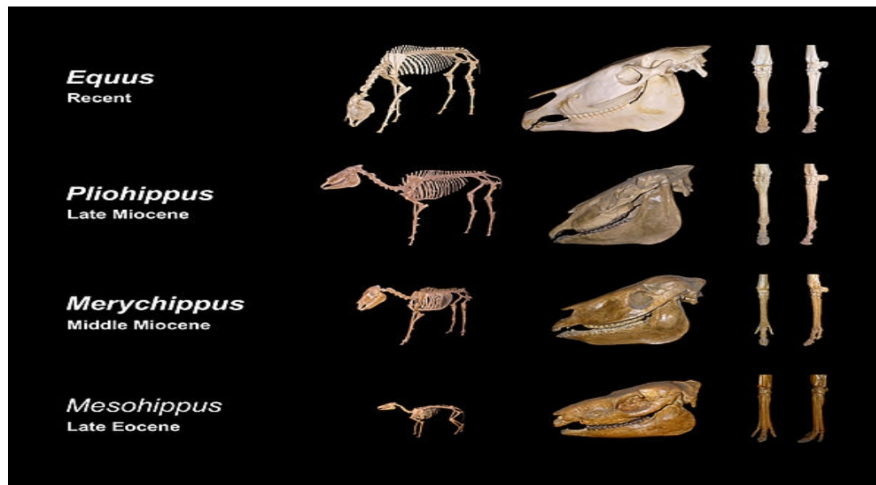 Equus
Recent
Pliohippus
Late Miocene
Merychippus
Middle Miocene
Mesohippus
Late Eocene